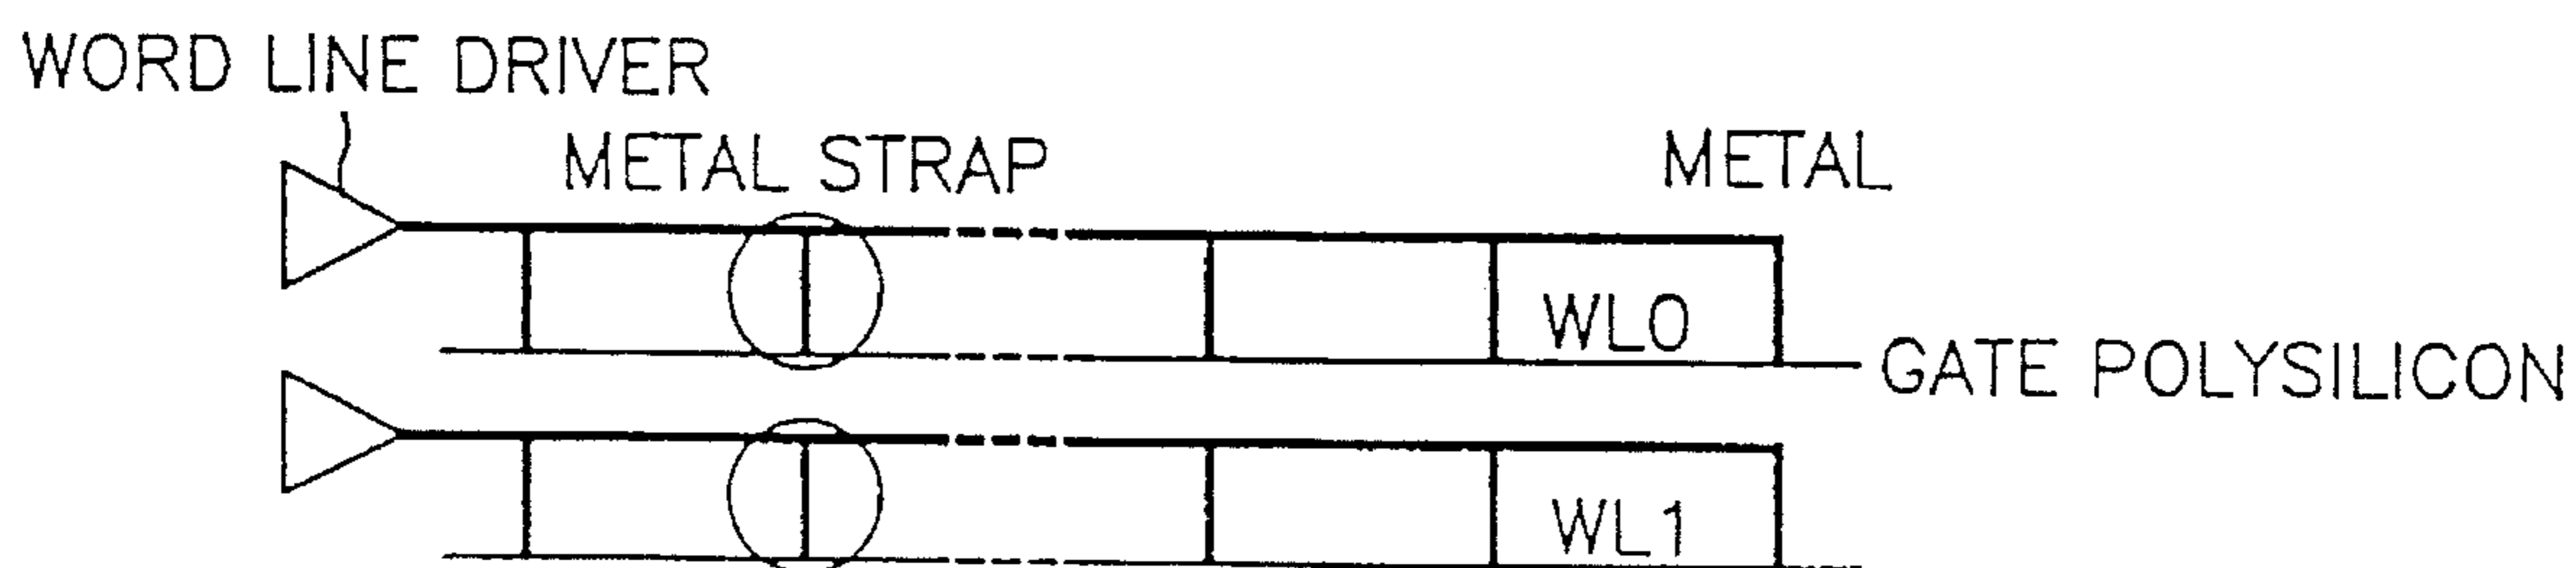 WORD LINE DRIVER
METAL STRAP
METAL
WL0
GATE POLYSILICON
WL1